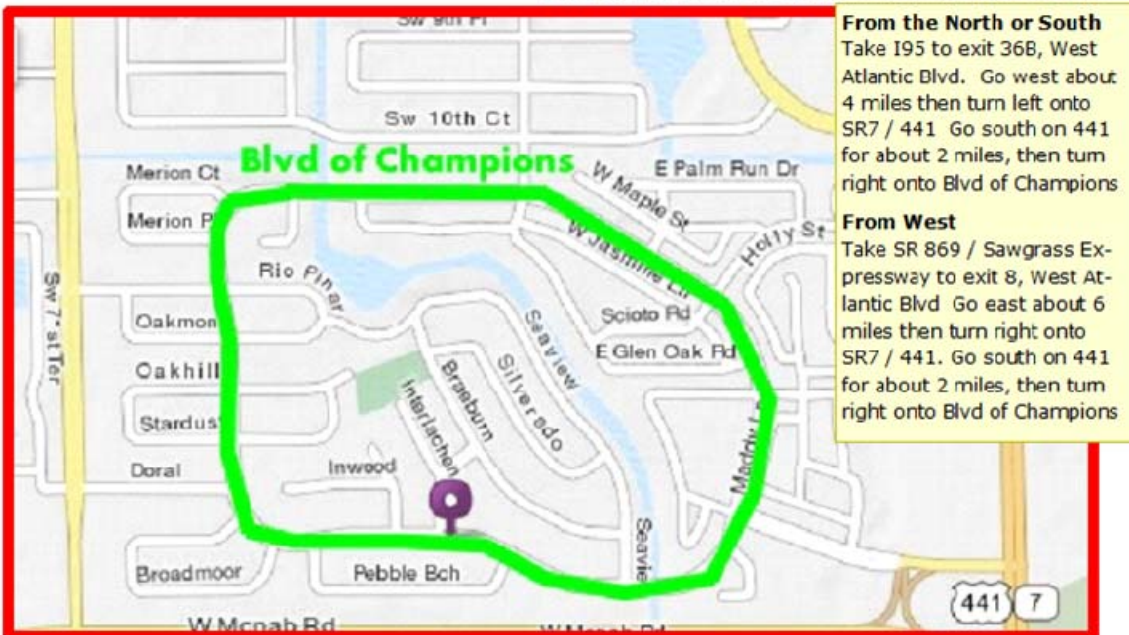 From the North or South
Take I95 to exit 36B, West
Atlantic Blvd. Go west about
4 miles then turn left onto
SR7 / 441 Go south on 441
for about 2 miles, then turn
right onto Blvd of Champions
From West
Take SR 869 / Sawgrass Ex-
pressway to exit 8, West At-
lantic Blvd Go east about 6
miles then turn right onto
SR7 / 441. Go south on 441
for about 2 miles, then turn
right onto Blvd of Champions
Sw 9th Pl
Sw 10th Ct
Blvd of Champions
Merion Ct
W Maple St
E Palm Run Dr
Merion P
W Jasmine Ln
Holly St
Rio Pinar
Sw 7 st Ter
Oakmon
Seaview
Scioto Rd
E Glen Oak Rd
Oakhill
Interlachen
Braeburn
Silverado
Stardus
Doral
Inwood
Maddy L
Seavie
Broadmoor
Pebble Bch
441
7
W Mcnab Rd
W Mcnab Rd